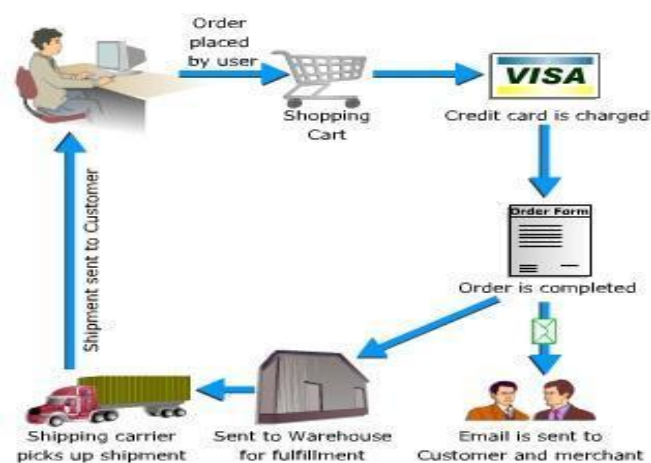 Order
placed
by user
Shopping
Cart
VISA
Credit card is charged
Order Form
Order is completed
Email is sent to
Customer and merchant
Sent to Warehouse
for fulfillment
Shipping carrier
picks up shipment
Shipment sent to Customer